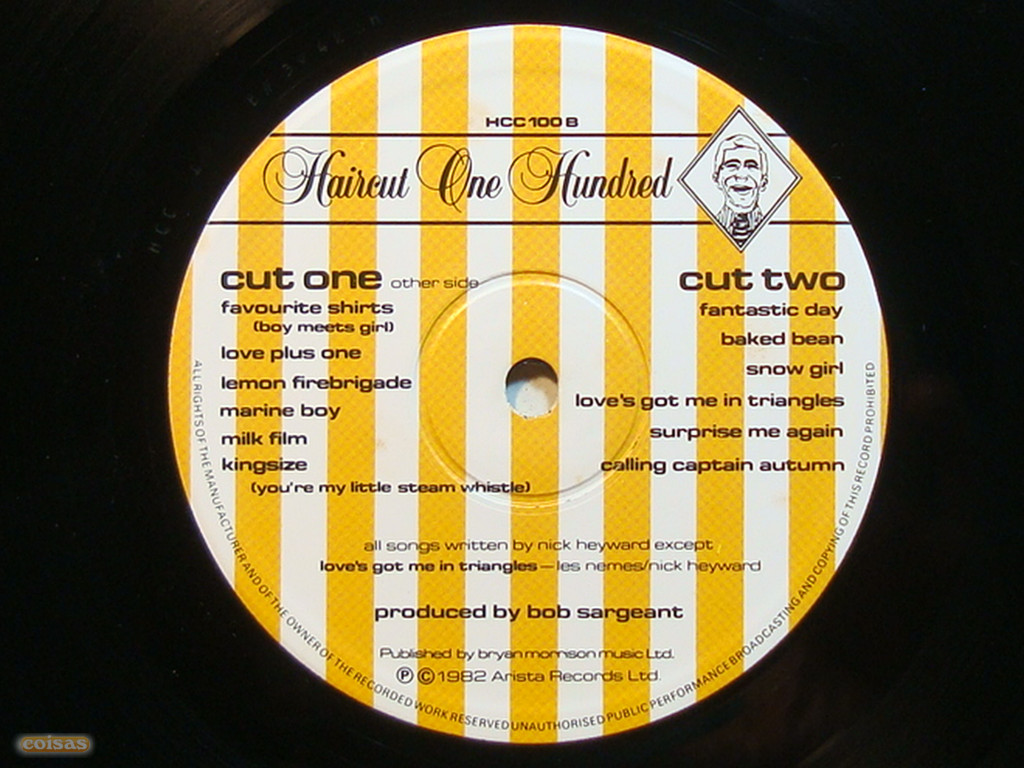 HCC 100 B
Haircut One Hundred
cut one other side
favourite shirts
(boy meets girl)
love plus one
lemon firebrigade
marine boy
milk film
kingsize
(you're my little steam whistle)
cut two
fantastic day
baked bean
snow girl
love's got me in triangles
surprise me again
calling captain autumn
all songs written by nick heyward except
love's got me in triangles – les nemes/nick heyward
produced by bob sargeant
Published by bryan morrison music Ltd.
℗ © 1982 Arista Records Ltd.
ALL RIGHTS OF THE MANUFACTURER AND OF THE OWNER OF THE RECORDED WORK RESERVED UNAUTHORISED PUBLIC PERFORMANCE BROADCASTING AND COPYING OF THIS RECORD PROHIBITED
HCC
coisas